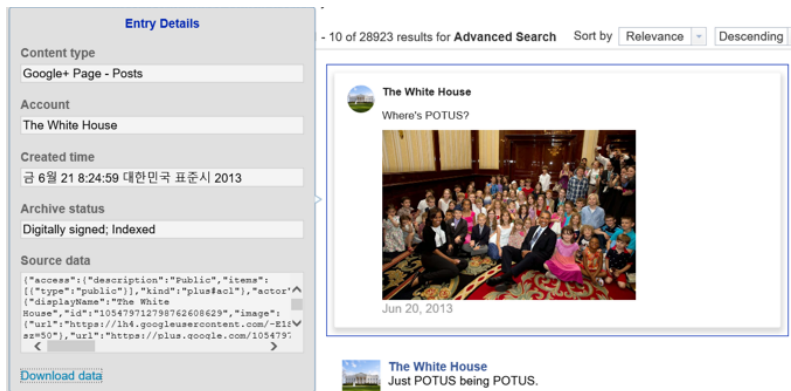 Entry Details
Content type
Google+ Page - Posts
Account
The White House
Created time
금 6월 21 8:24:59 대한민국 표준시 2013
Archive status
Digitally signed; Indexed
Source data
{"access":{"description":"Public","items":
[{"type":"public"}],"kind":"plus#acl"},"actor"
{"displayName":"The White
House","id":"105479712798762608629","image":
{"url":"https://lh4.googleusercontent.com/-E1
sz=50"},"url":"https://plus.google.com/105479
Download data
- 10 of 28923 results for Advanced Search Sort by Relevance Descending
The White House
Where's POTUS?
Jun 20, 2013
The White House
Just POTUS being POTUS.